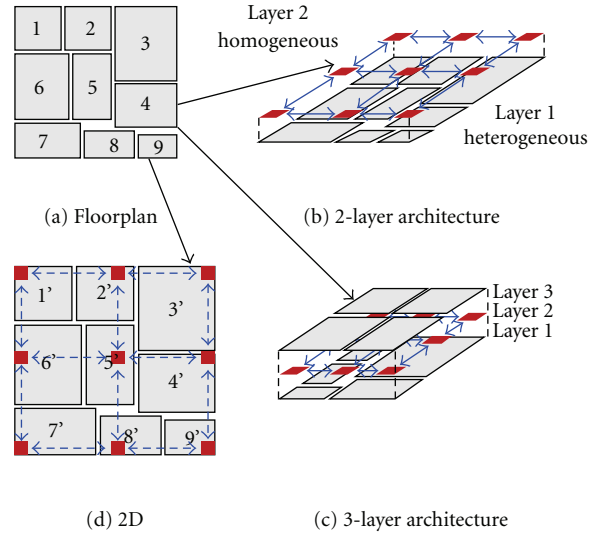 1 2 3
6 5 4
7 8 9
(a) Floorplan
Layer 2
homogeneous
Layer 1
heterogeneous
(b) 2-layer architecture
1’ 2’ 3’
6’ 5’ 4’
7’ 8’ 9’
(d) 2D
Layer 3
Layer 2
Layer 1
(c) 3-layer architecture